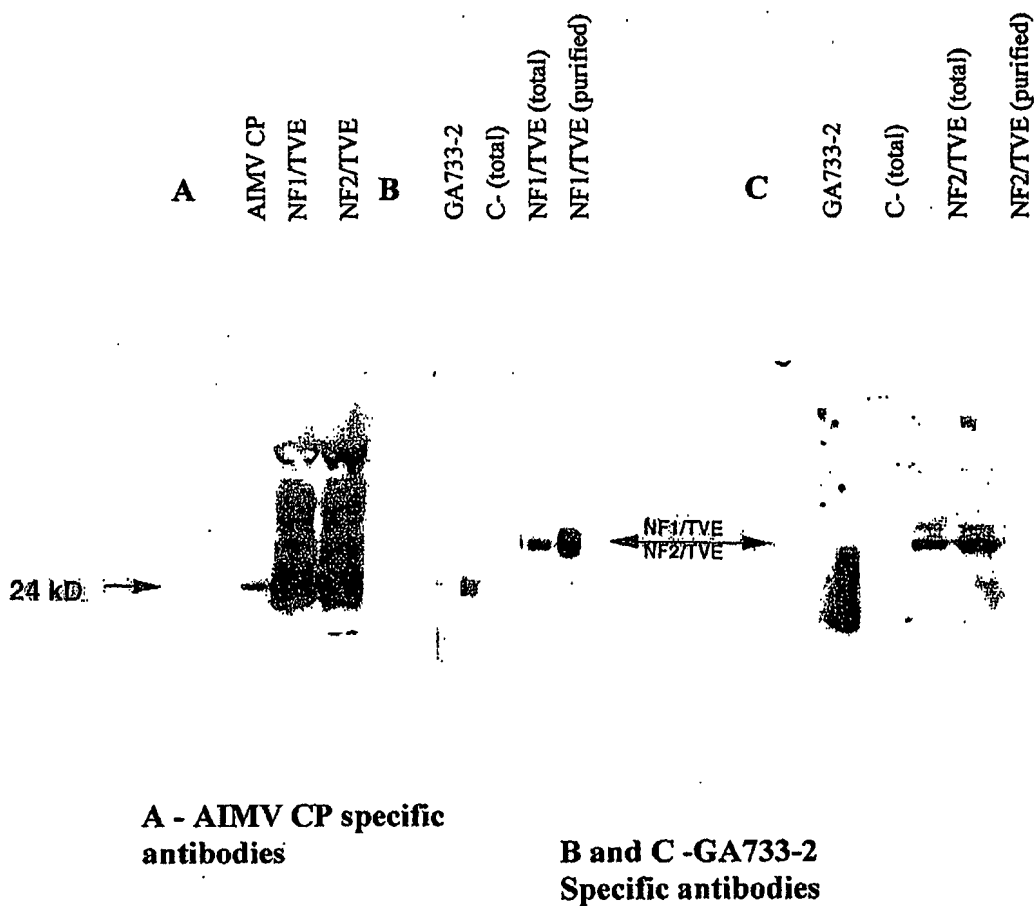 A
AIMV CP
NF1/TVE
NF2/TVE
B
GA733-2
C- (total)
NF1/TVE (total)
NF1/TVE (purified)
C
GA733-2
C- (total)
NF2/TVE (total)
NF2/TVE (purified)
NF1/TVE
NF2/TVE
24 kD
A - AIMV CP specific
antibodies
B and C -GA733-2
Specific antibodies